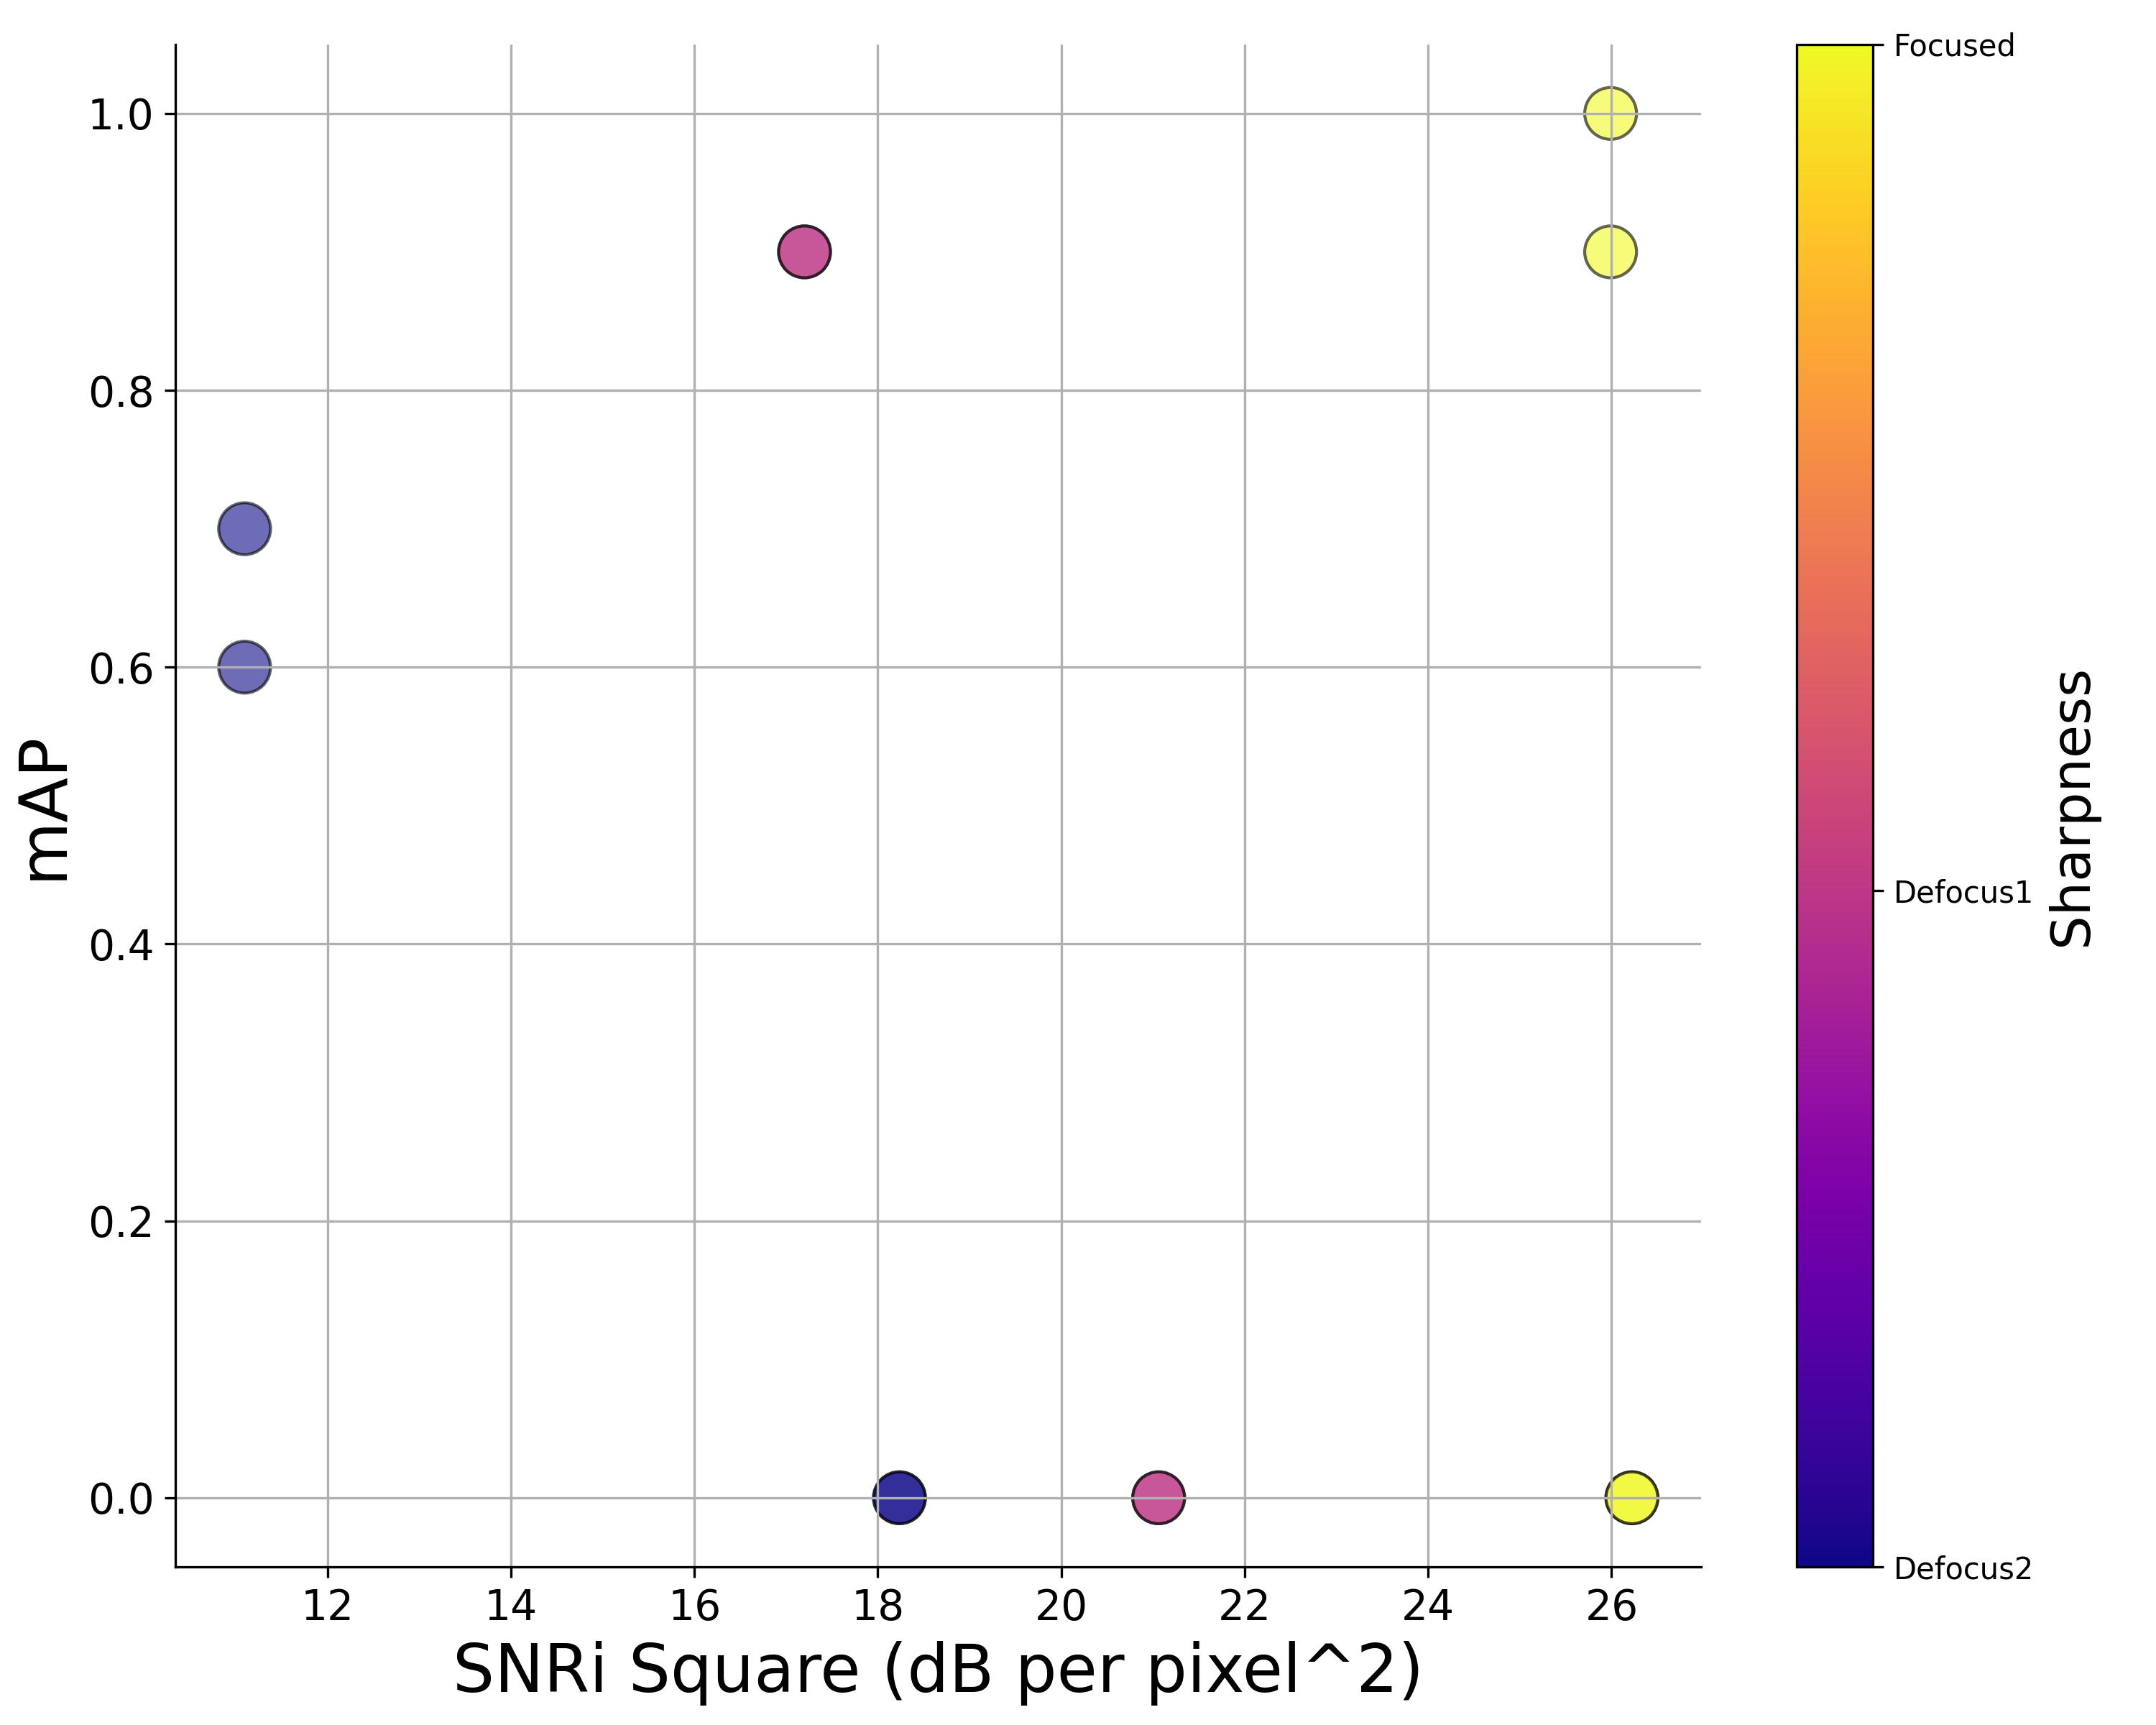 mAP
1.0
0.8
0.6
0.4
0.2
0.0
12 14 16 18 20 22 24 26
SNRi Square (dB per pixel^2)
Focused
Defocus1
Defocus2
Sharpness